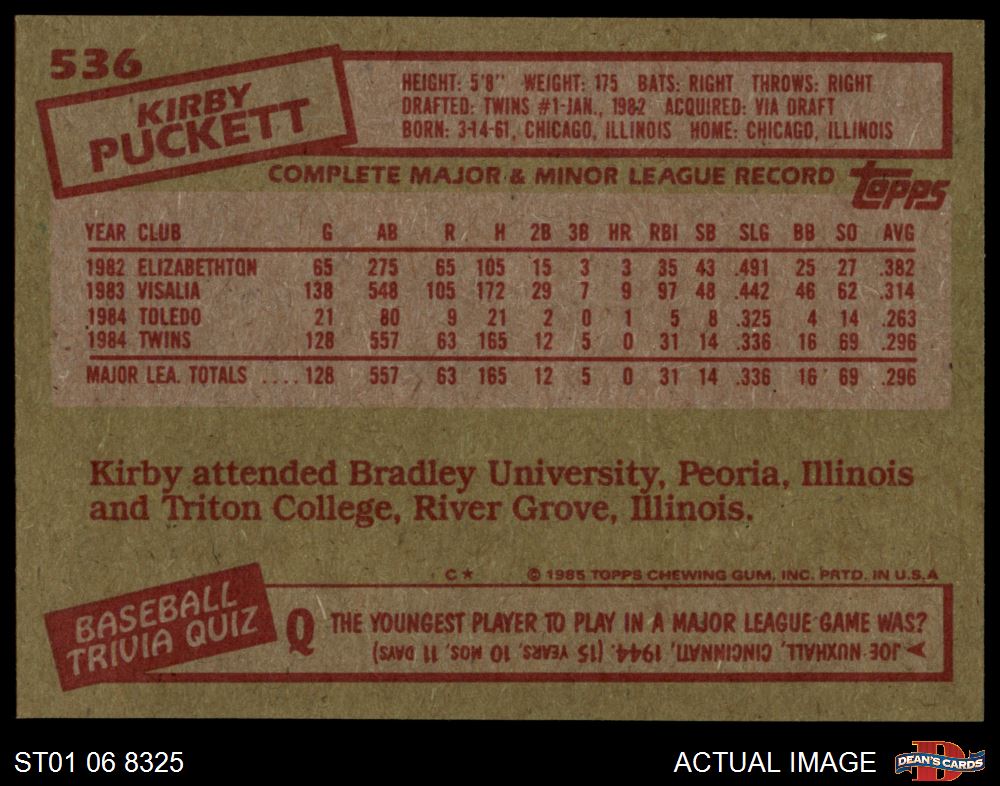 536
KIRBY
PUCKETT
HEIGHT: 5'8" WEIGHT: 175 BATS: RIGHT THROWS: RIGHT
DRAFTED: TWINS #1-JAN., 1982 ACQUIRED: VIA DRAFT
BORN: 3-14-61, CHICAGO, ILLINOIS HOME: CHICAGO, ILLINOIS
COMPLETE MAJOR & MINOR LEAGUE RECORD topps
YEAR CLUB G AB R H 2B 3B HR RBI SB SLG BB SO AVG
1982 ELIZABETHTON 65 275 65 105 15 3 3 35 43 .491 25 27 .382
1983 VISALIA 138 548 105 172 29 7 9 97 48 .442 46 62 .314
1984 TOLEDO 21 80 9 21 2 0 1 5 8 .325 4 14 .263
1984 TWINS 128 557 63 165 12 5 0 31 14 .336 16 69 .296
MAJOR LEA. TOTALS .... 128 557 63 165 12 5 0 31 14 .336 16 69 .296
Kirby attended Bradley University, Peoria, Illinois
and Triton College, River Grove, Illinois.
C★ © 1985 TOPPS CHEWING GUM, INC. PRTD. IN U.S.A
BASEBALL
TRIVIA QUIZ
Q THE YOUNGEST PLAYER TO PLAY IN A MAJOR LEAGUE GAME WAS?
JOE NUXHALL, CINCINNATI, 1944. (15 YEARS, 10 MOS, 11 DAYS)
ST01 06 8325
ACTUAL IMAGE
D
DEAN'S CARDS